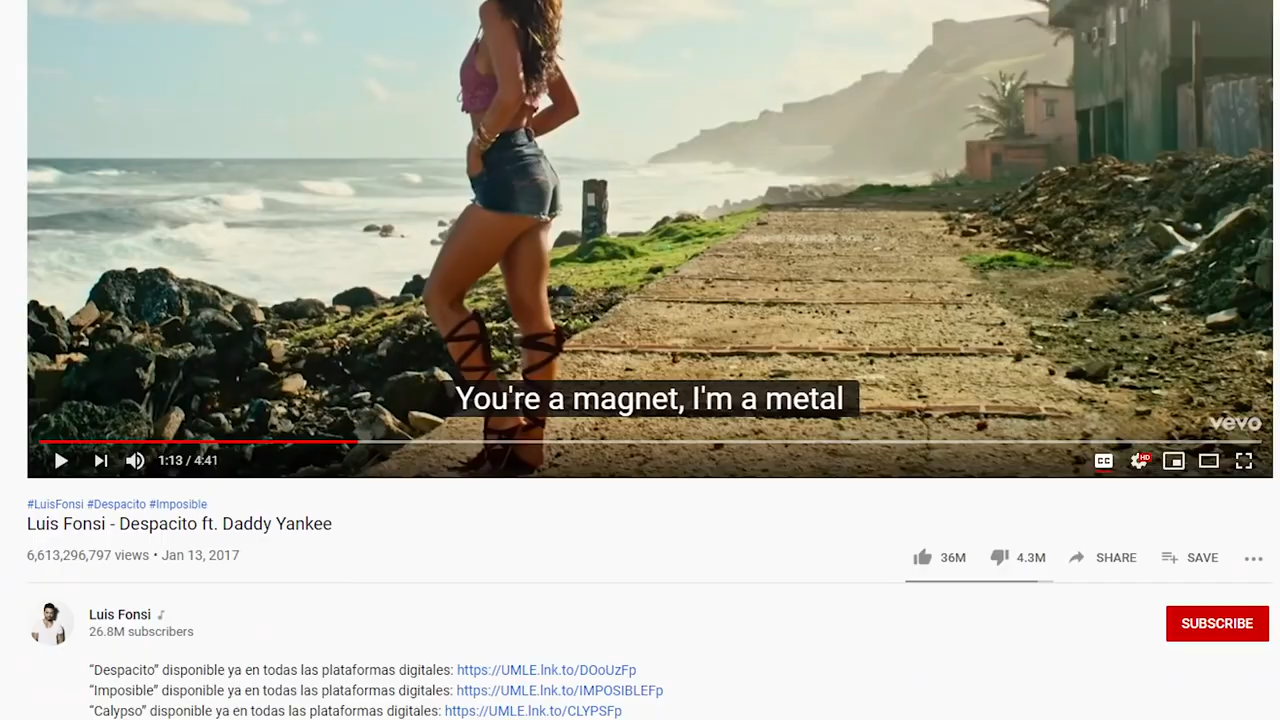 You're a magnet, I'm a metal
vevo
1:13 / 4:41
CC
HD
#LuisFonsi #Despacito #Imposible
Luis Fonsi - Despacito ft. Daddy Yankee
6,613,296,797 views • Jan 13, 2017
36M 4.3M SHARE SAVE
Luis Fonsi
26.8M subscribers
SUBSCRIBE
“Despacito” disponible ya en todas las plataformas digitales: https://UMLE.lnk.to/DOoUzFp
“Imposible” disponible ya en todas las plataformas digitales: https://UMLE.lnk.to/IMPOSIBLEFp
“Calypso” disponible ya en todas las plataformas digitales: https://UMLE.lnk.to/CLYPSFp